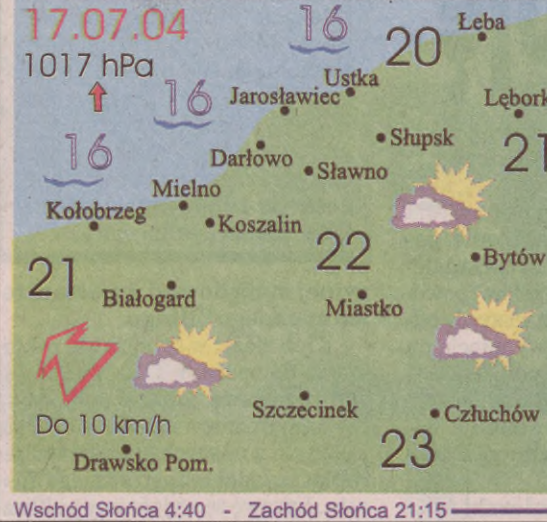 17.07.04
1017 hPa
16
20
Łeba
Ustka
16
Jarosławiec
Lębork
Słupsk
16
Darłowo
Sławno
21
Mielno
Kołobrzeg
Koszalin
22
Bytów
21
Białogard
Miastko
Szczecinek
Człuchów
Do 10 km/h
23
Drawsko Pom.
Wschód Słońca 4:40 - Zachód Słońca 21:15